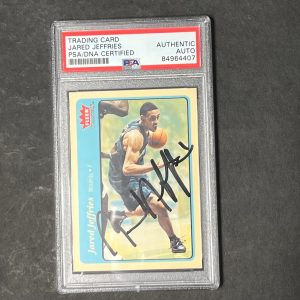 TRADING CARD
JARED JEFFRIES
PSA/DNA CERTIFIED
AUTHENTIC
AUTO
84964407
PSA
FLEER
Jared Jeffries